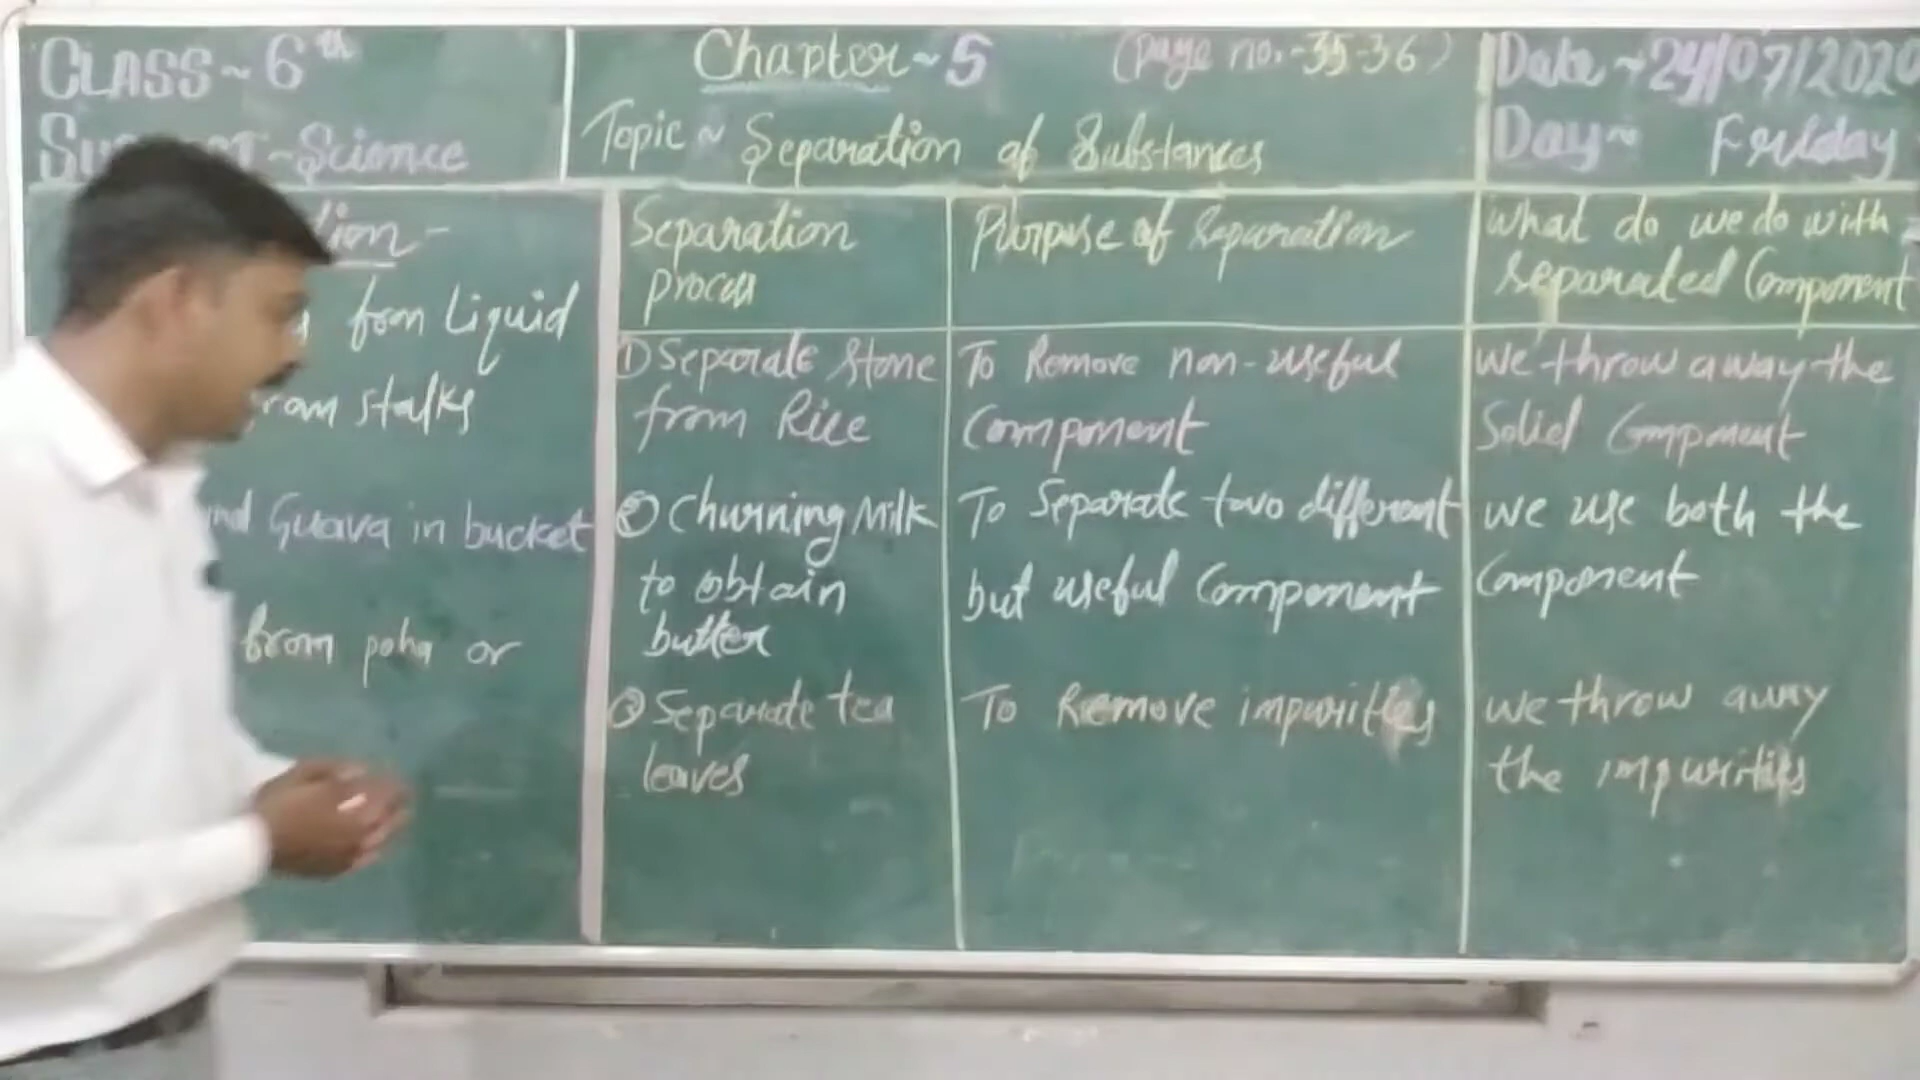 CLASS ~ 6th
Chapter ~ 5
(page no. -35-36)
Date ~ 24/07/2020
-Science
Topic ~ Separation of Substances
Day ~ Friday
from Liquid
stalks
Guava in bucket
from poha or
Separation
process
Purpose of Separation
what do we do with
separated Component
① Separate Stone
from Rice
To Remove non-useful
Component
we throw away the
Solid Component
② Churning Milk
to obtain
butter
To Separate two different
but useful Component
we use both the
Component
③ Separate tea
leaves
To Remove impurities
we throw away
the impurities